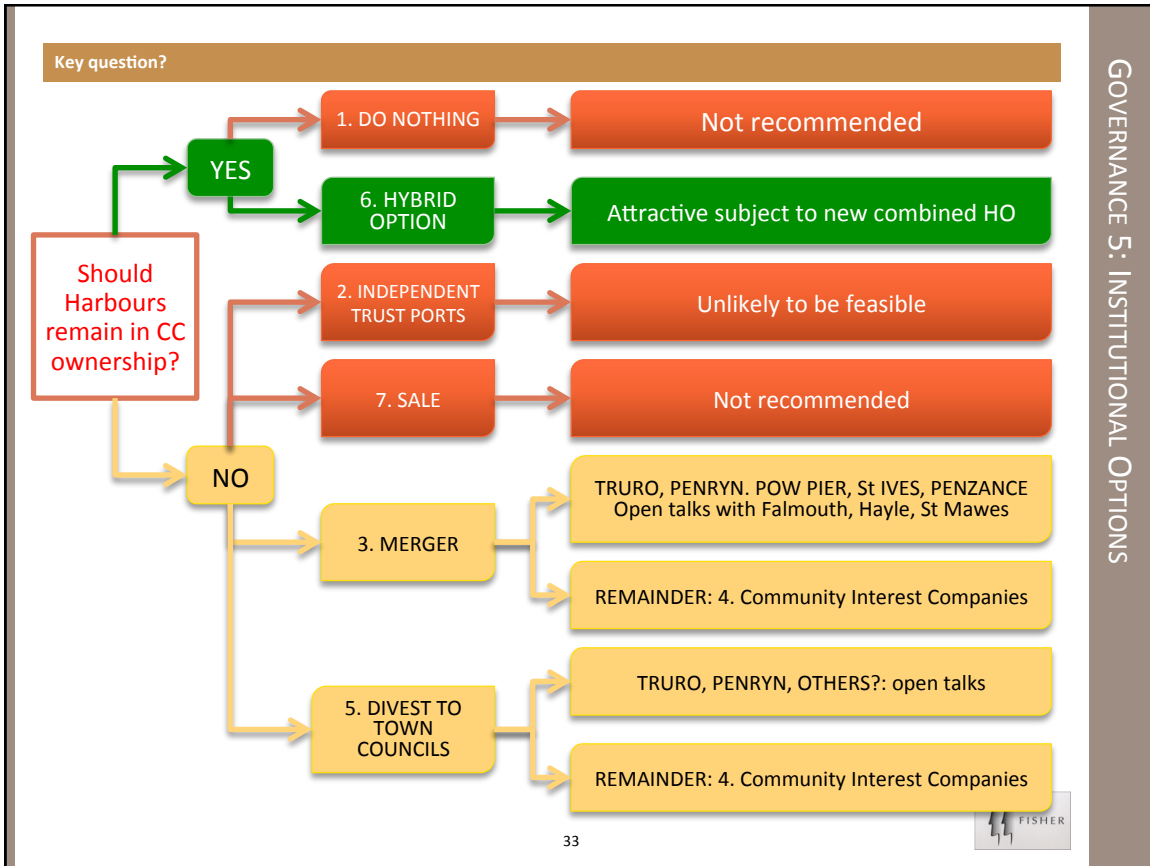 Key question?
GOVERNANCE 5: INSTITUTIONAL OPTIONS
Should
Harbours
remain in CC
ownership?
YES
1. DO NOTHING
Not recommended
6. HYBRID
OPTION
Attractive subject to new combined HO
NO
2. INDEPENDENT
TRUST PORTS
Unlikely to be feasible
7. SALE
Not recommended
3. MERGER
TRURO, PENRYN. POW PIER, St IVES, PENZANCE
Open talks with Falmouth, Hayle, St Mawes
REMAINDER: 4. Community Interest Companies
5. DIVEST TO
TOWN
COUNCILS
TRURO, PENRYN, OTHERS?: open talks
REMAINDER: 4. Community Interest Companies
33
FISHER